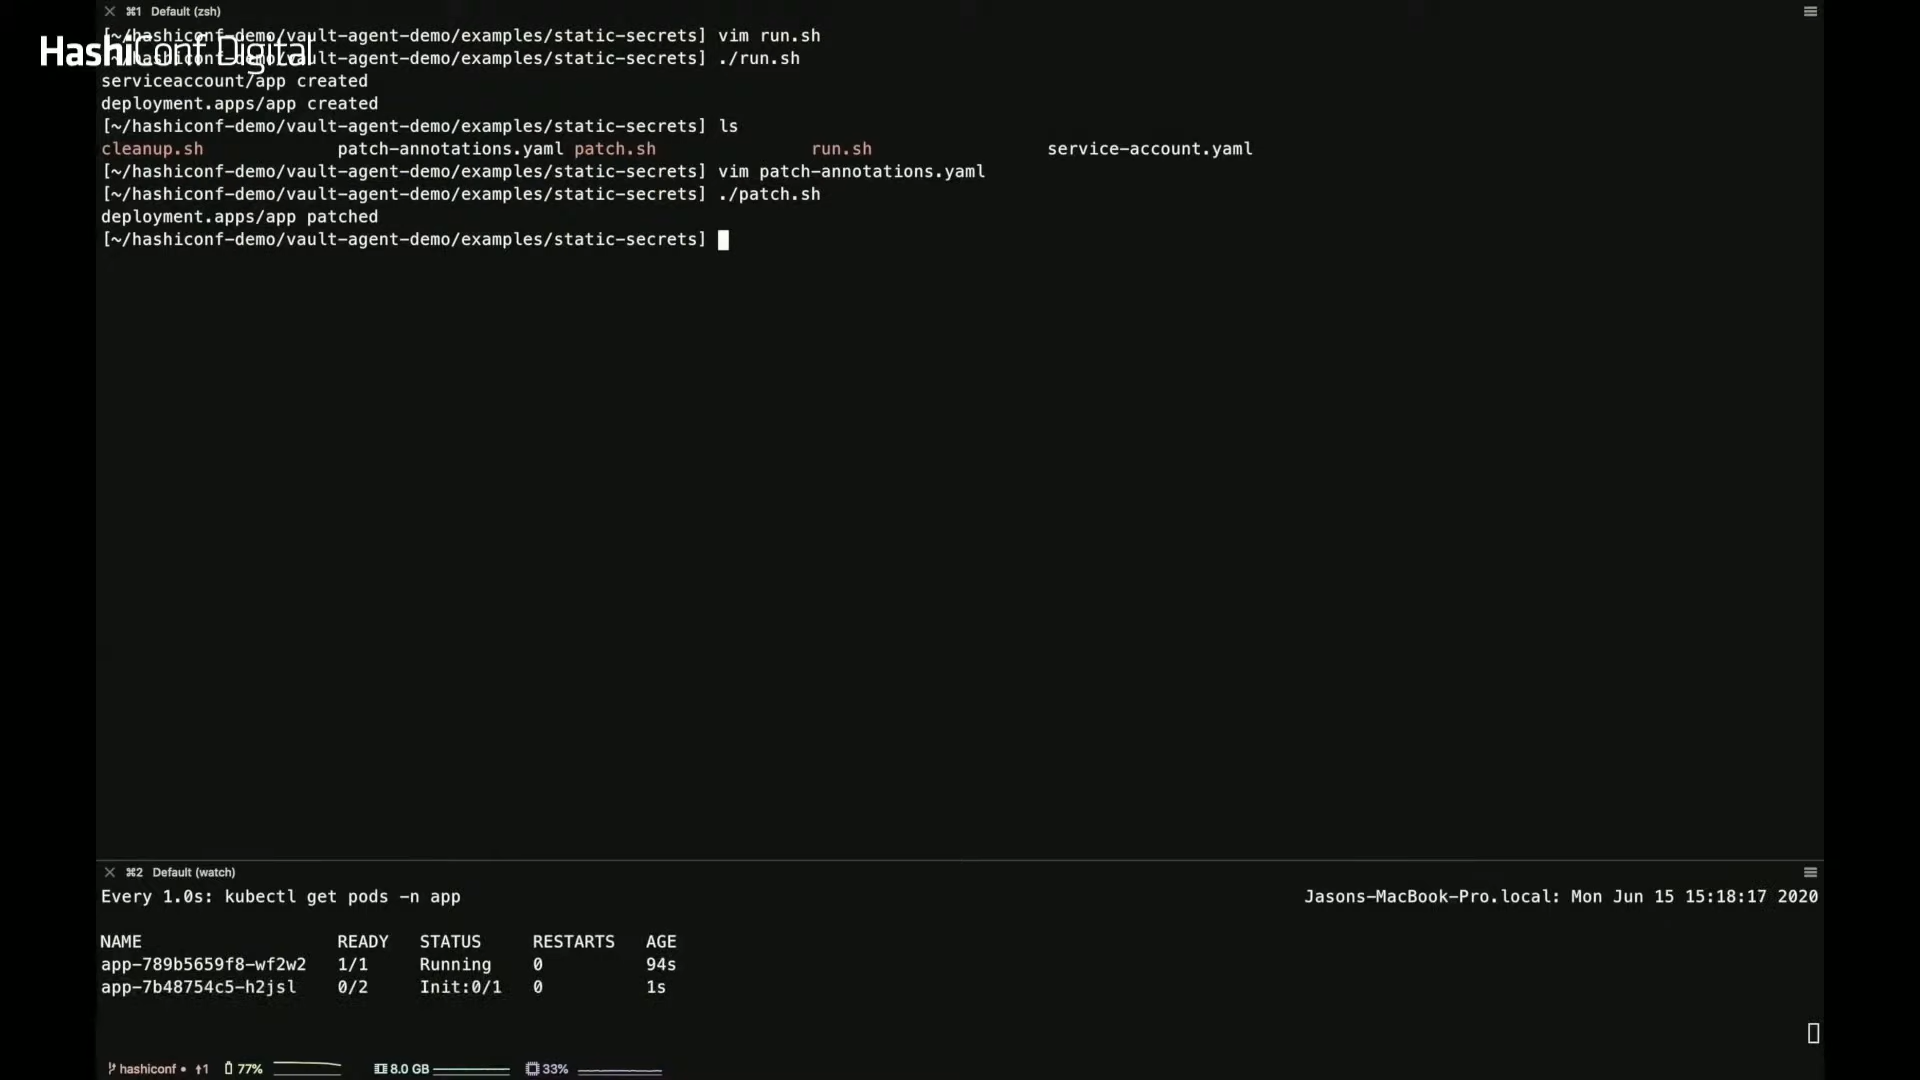 ⌘1 Default (zsh)
HashiConf Digital
[~/hashiconf-demo/vault-agent-demo/examples/static-secrets] vim run.sh
[~/hashiconf-demo/vault-agent-demo/examples/static-secrets] ./run.sh
serviceaccount/app created
deployment.apps/app created
[~/hashiconf-demo/vault-agent-demo/examples/static-secrets] ls
cleanup.sh patch-annotations.yaml patch.sh run.sh service-account.yaml
[~/hashiconf-demo/vault-agent-demo/examples/static-secrets] vim patch-annotations.yaml
[~/hashiconf-demo/vault-agent-demo/examples/static-secrets] ./patch.sh
deployment.apps/app patched
[~/hashiconf-demo/vault-agent-demo/examples/static-secrets]
⌘2 Default (watch)
Every 1.0s: kubectl get pods -n app Jasons-MacBook-Pro.local: Mon Jun 15 15:18:17 2020
NAME READY STATUS RESTARTS AGE
app-789b5659f8-wf2w2 1/1 Running 0 94s
app-7b48754c5-h2jsl 0/2 Init:0/1 0 1s
hashiconf • ↑1 77% 8.0 GB 33%